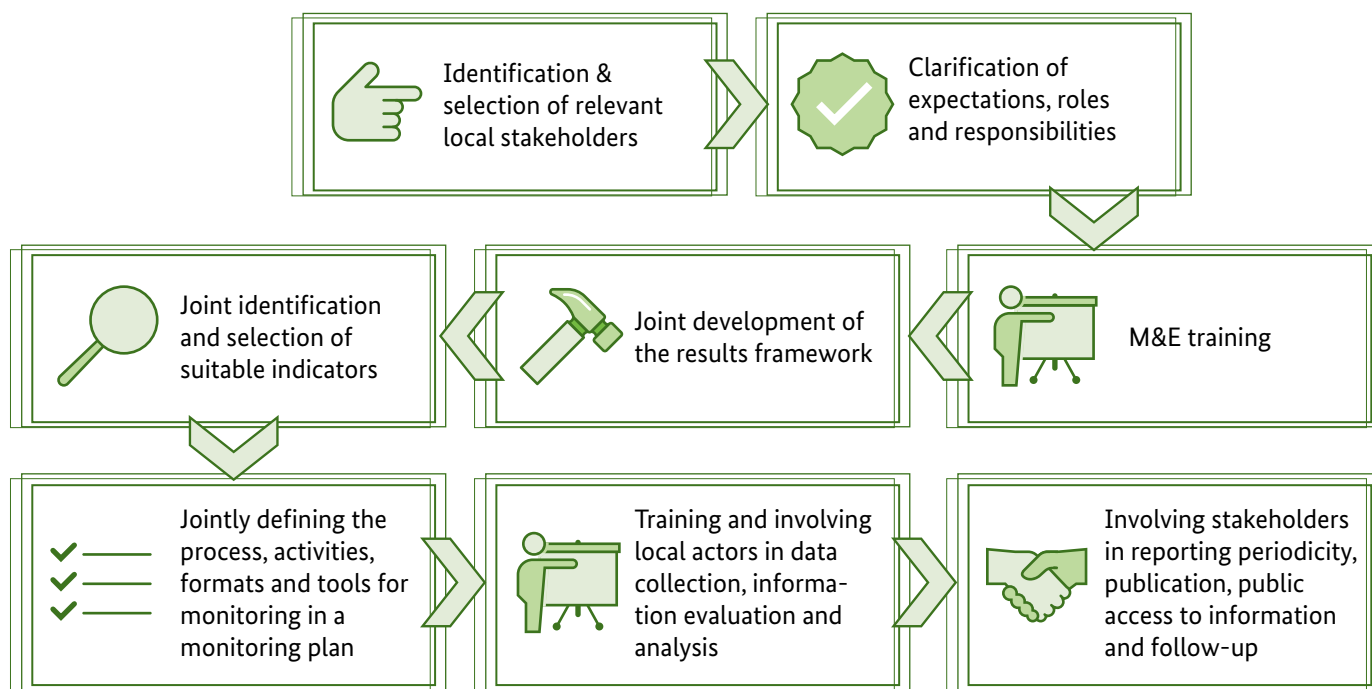 Identification &
selection of relevant
local stakeholders
Clarification of
expectations, roles
and responsibilities
M&E training
Joint development of
the results framework
Joint identification
and selection of
suitable indicators
Jointly defining the
process, activities,
formats and tools for
monitoring in a
monitoring plan
Training and involving
local actors in data
collection, informa-
tion evaluation and
analysis
Involving stakeholders
in reporting periodicity,
publication, public
access to information
and follow-up